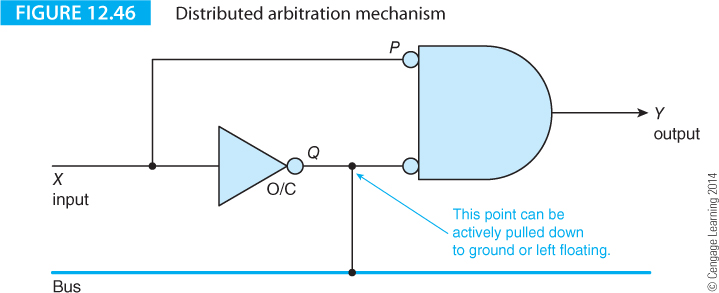 FIGURE 12.46 Distributed arbitration mechanism
P
Y
output
Q
X
input
O/C
This point can be
actively pulled down
to ground or left floating.
Bus
© Cengage Learning 2014